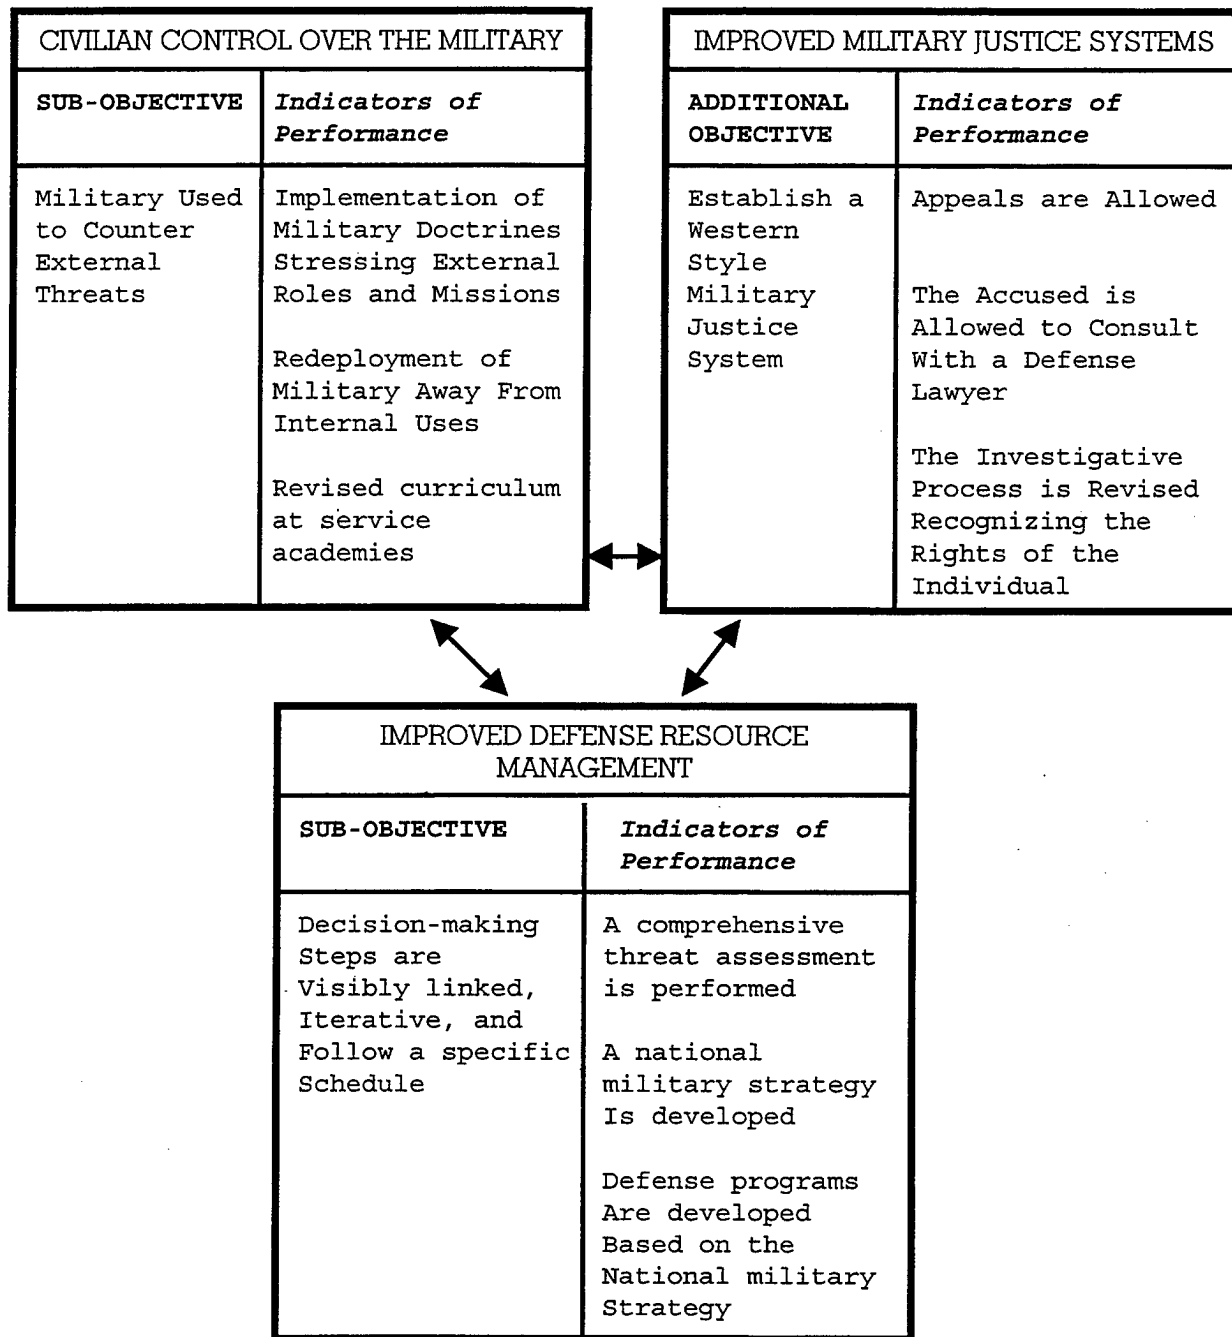 CIVILIAN CONTROL OVER THE MILITARY
SUB-OBJECTIVE
Indicators of
Performance
Military Used
to Counter
External
Threats
Implementation of
Military Doctrines
Stressing External
Roles and Missions
Redeployment of
Military Away From
Internal Uses
Revised curriculum
at service
academies
IMPROVED MILITARY JUSTICE SYSTEMS
ADDITIONAL
OBJECTIVE
Indicators of
Performance
Establish a
Western
Style
Military
Justice
System
Appeals are Allowed
The Accused is
Allowed to Consult
With a Defense
Lawyer
The Investigative
Process is Revised
Recognizing the
Rights of the
Individual
IMPROVED DEFENSE RESOURCE
MANAGEMENT
SUB-OBJECTIVE
Indicators of
Performance
Decision-making
Steps are
Visibly linked,
Iterative, and
Follow a specific
Schedule
A comprehensive
threat assessment
is performed
A national
military strategy
Is developed
Defense programs
Are developed
Based on the
National military
Strategy